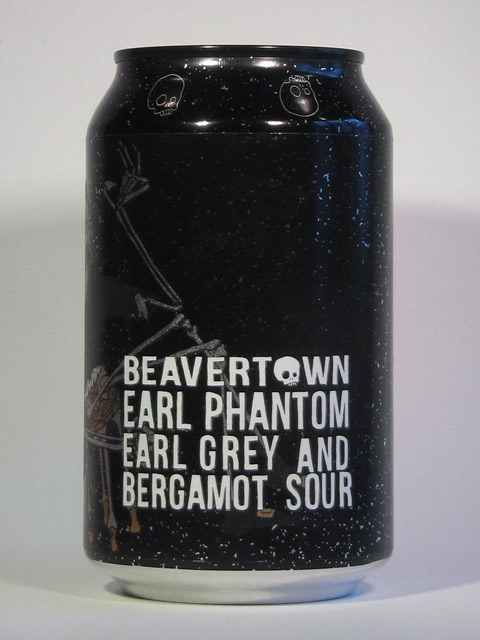 BEAVERTOWN
EARL PHANTOM
EARL GREY AND
BERGAMOT SOUR